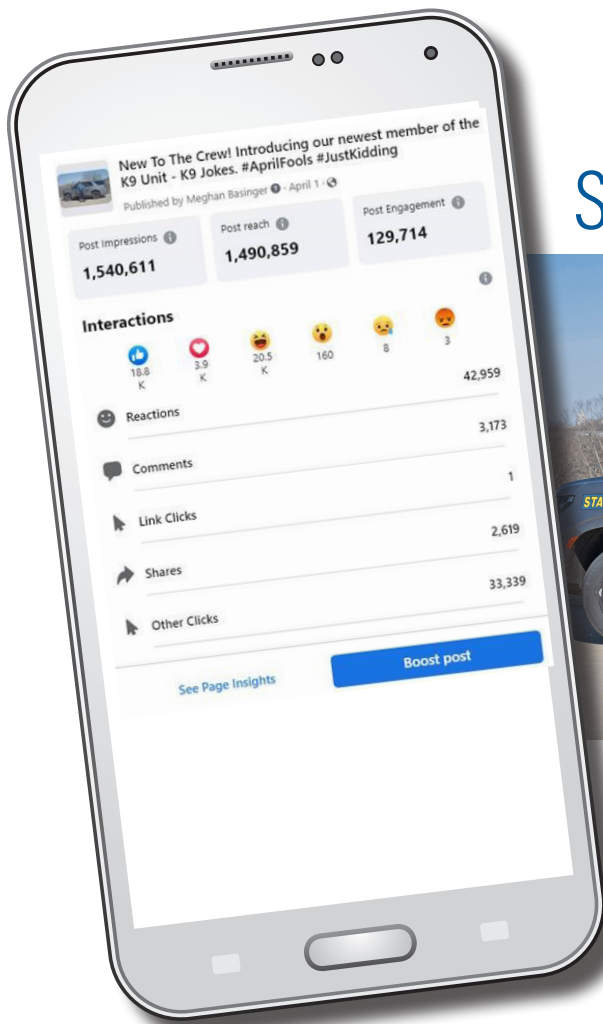 New To The Crew! Introducing our newest member of the
K9 Unit - K9 Jokes. #AprilFools #JustKidding
Published by Meghan Basinger · April 1 ·
Post Impressions
1,540,611
Post reach
1,490,859
Post Engagement
129,714
Interactions
18.8
K
3.9
K
20.5
K
160
8
3
Reactions
42,959
Comments
3,173
Link Clicks
1
Shares
2,619
Other Clicks
33,339
See Page Insights
Boost post
S
STA